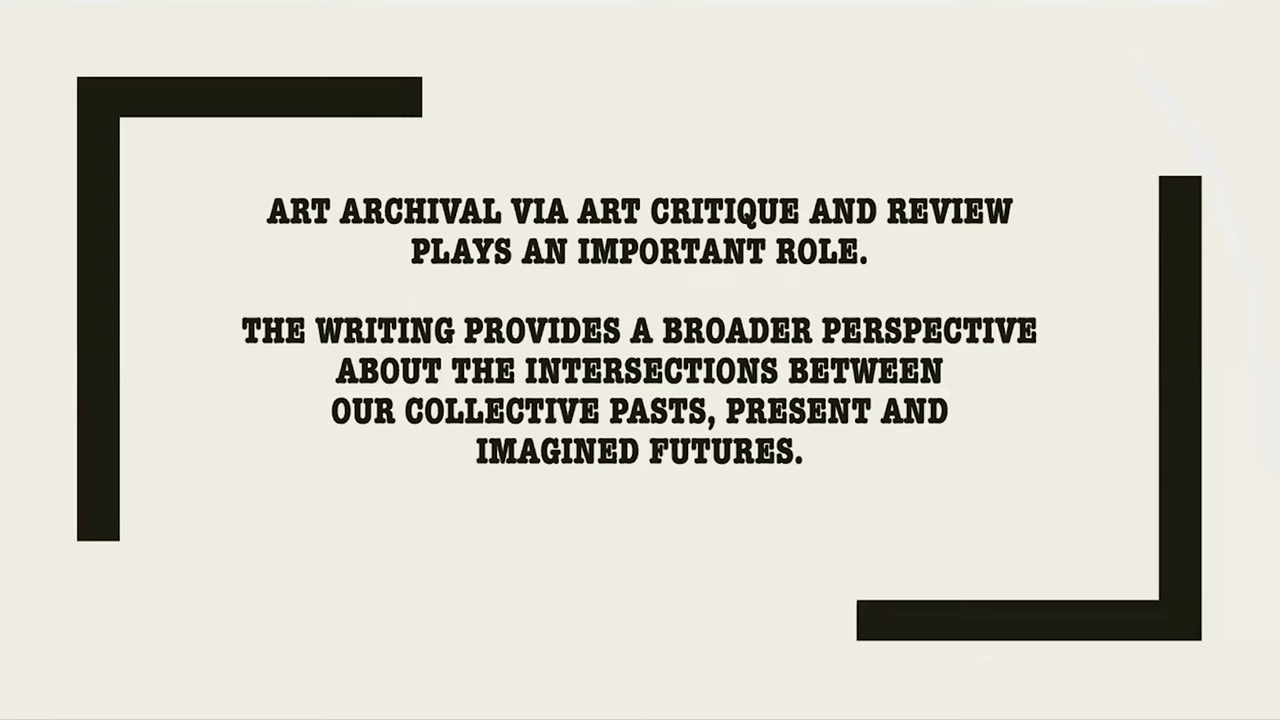 ART ARCHIVAL VIA ART CRITIQUE AND REVIEW
PLAYS AN IMPORTANT ROLE.
THE WRITING PROVIDES A BROADER PERSPECTIVE
ABOUT THE INTERSECTIONS BETWEEN
OUR COLLECTIVE PASTS, PRESENT AND
IMAGINED FUTURES.